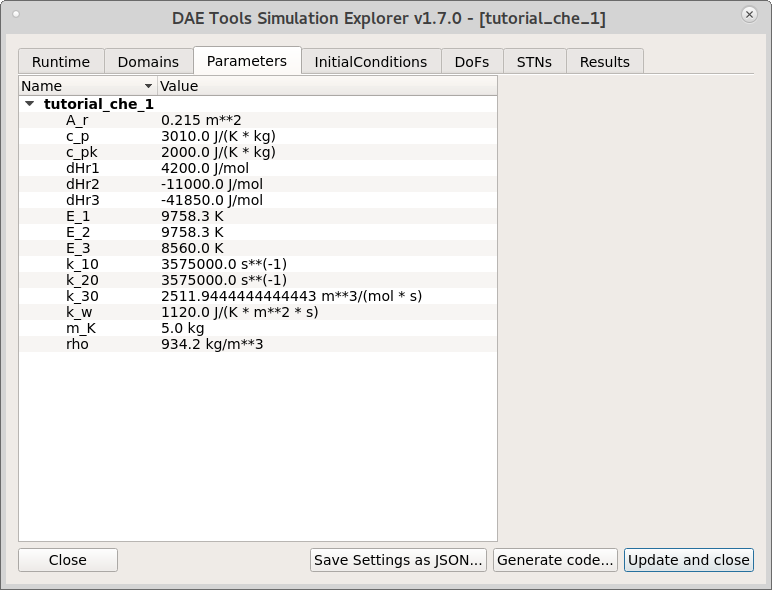 DAE Tools Simulation Explorer v1.7.0 - [tutorial_che_1]
Runtime Domains Parameters InitialConditions DoFs STNs Results
Name Value
tutorial_che_1
A_r 0.215 m**2
c_p 3010.0 J/(K * kg)
c_pk 2000.0 J/(K * kg)
dHr1 4200.0 J/mol
dHr2 -11000.0 J/mol
dHr3 -41850.0 J/mol
E_1 9758.3 K
E_2 9758.3 K
E_3 8560.0 K
k_10 3575000.0 s**(-1)
k_20 3575000.0 s**(-1)
k_30 2511.9444444444443 m**3/(mol * s)
k_w 1120.0 J/(K * m**2 * s)
m_K 5.0 kg
rho 934.2 kg/m**3
Close Save Settings as JSON... Generate code... Update and close